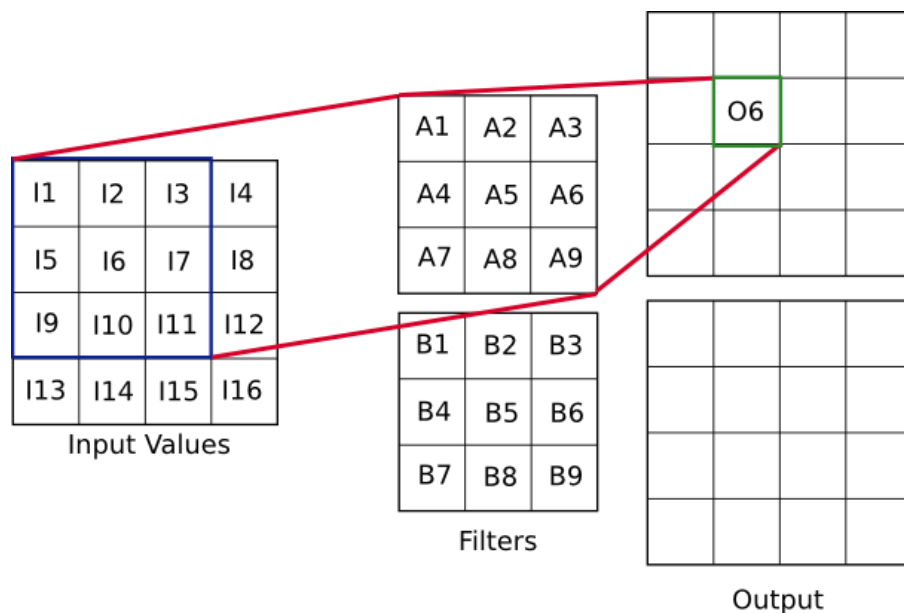 I1 I2 I3 I4
I5 I6 I7 I8
I9 I10 I11 I12
I13 I14 I15 I16
Input Values
A1 A2 A3
A4 A5 A6
A7 A8 A9
B1 B2 B3
B4 B5 B6
B7 B8 B9
Filters
O6
Output